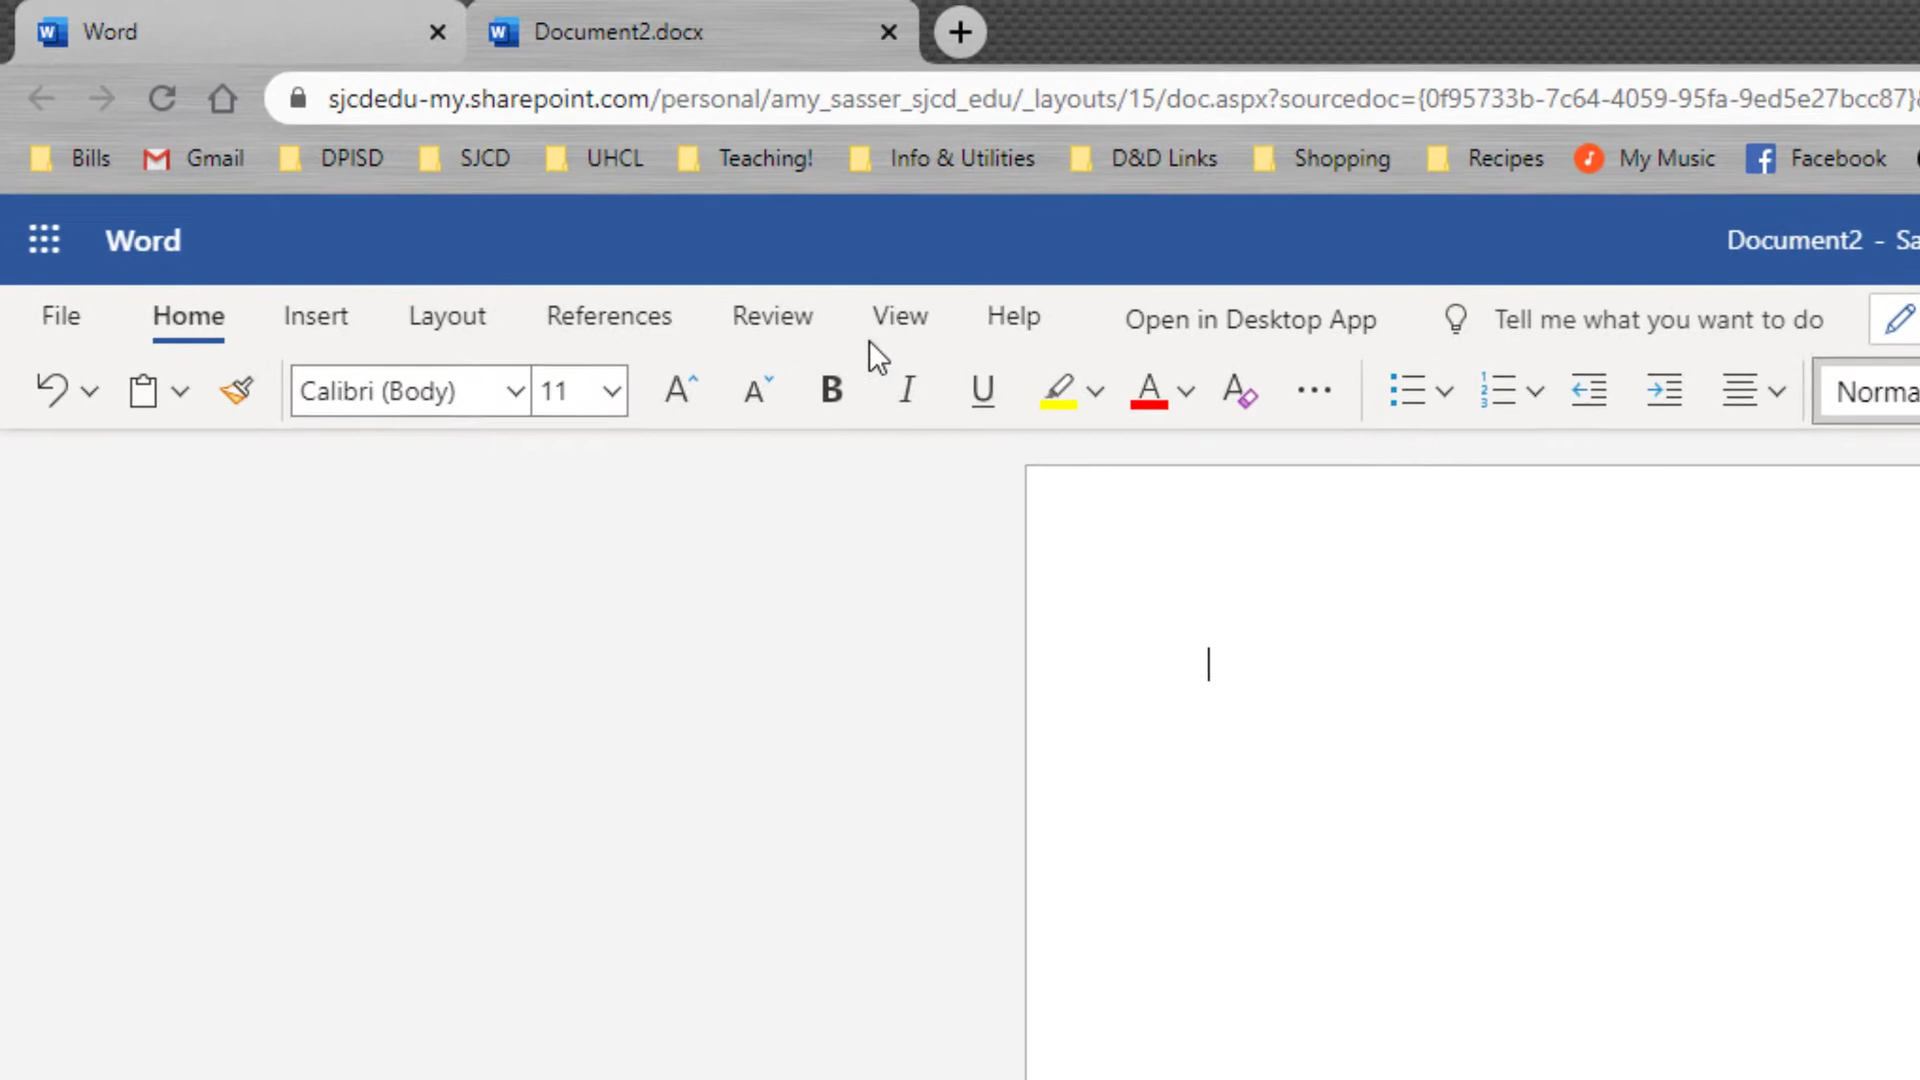 Word
Document2.docx
sjcdedu-my.sharepoint.com/personal/amy_sasser_sjcd_edu/_layouts/15/doc.aspx?sourcedoc={0f95733b-7c64-4059-95fa-9ed5e27bcc87}&
Bills Gmail DPISD SJCD UHCL Teaching! Info & Utilities D&D Links Shopping Recipes My Music Facebook
Word
Document2 - Sa
File Home Insert Layout References Review View Help Open in Desktop App Tell me what you want to do
Calibri (Body) 11 A A B I U A A 1 2 3 Norma